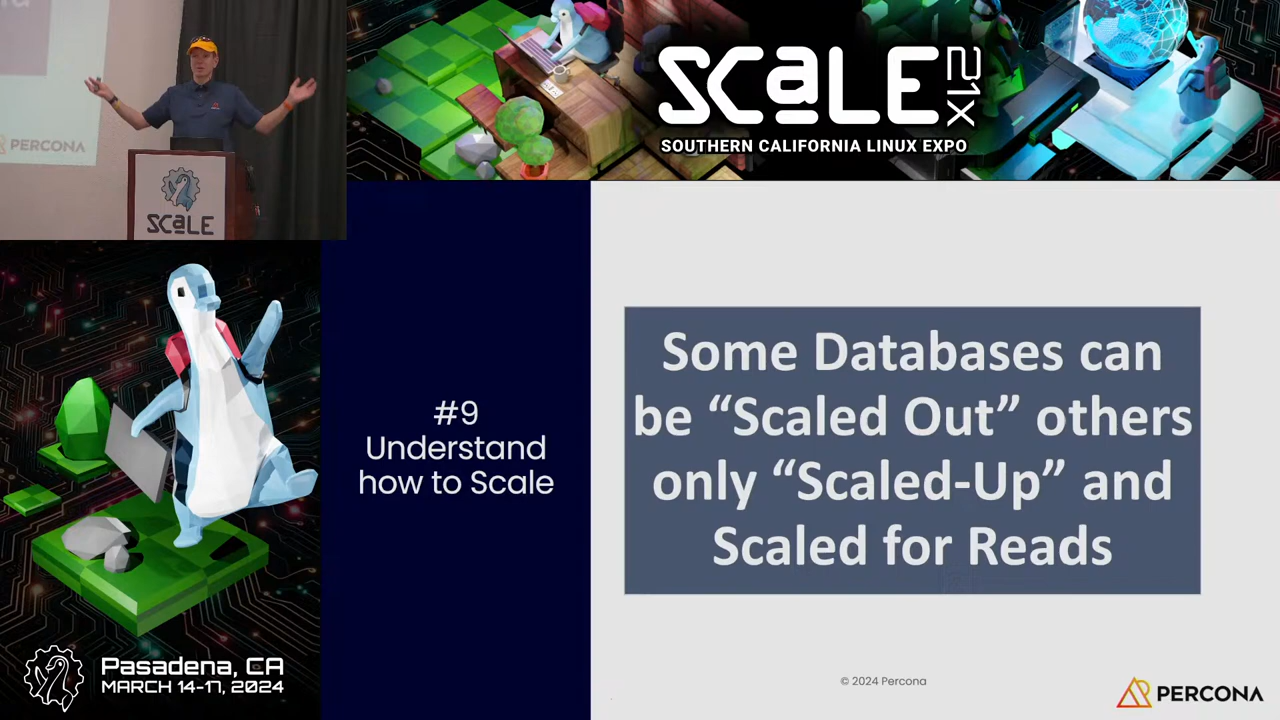 PERCONA
SCaLE
SCaLE 21X
SOUTHERN CALIFORNIA LINUX EXPO
#9
Understand
how to Scale
Some Databases can
be “Scaled Out” others
only “Scaled-Up” and
Scaled for Reads
Pasadena, CA
MARCH 14-17, 2024
© 2024 Percona
PERCONA